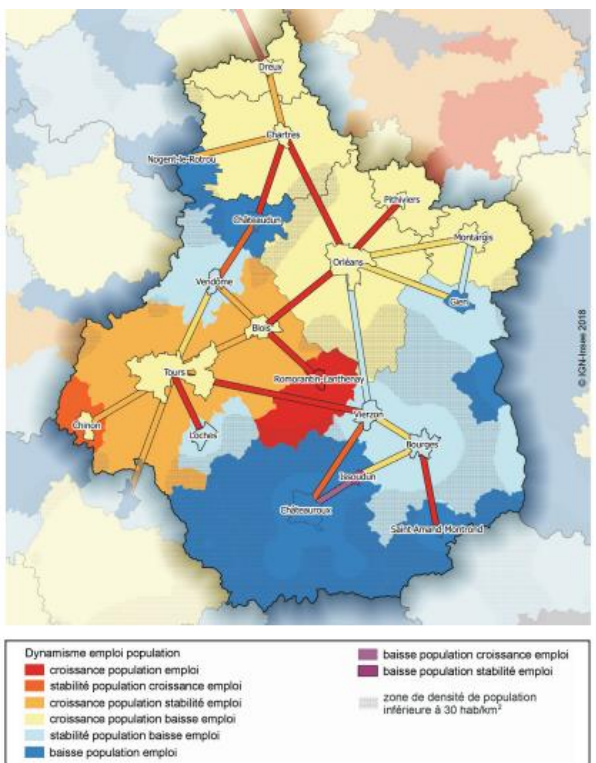 Dreux
Chartres
Nogent-le-Rotrou
Pithiviers
Châteaudun
Montargis
Orléans
Vendôme
Gien
Blois
Tours
Romorantin-Lanthenay
Chinon
Vierzon
Loches
Bourges
Issoudun
Châteauroux
Saint-Amand-Montrond
© IGN-Insee 2018
Dynamisme emploi population
croissance population emploi
stabilité population croissance emploi
croissance population stabilité emploi
croissance population baisse emploi
stabilité population baisse emploi
baisse population emploi
baisse population croissance emploi
baisse population stabilité emploi
zone de densité de population
inférieure à 30 hab/km²